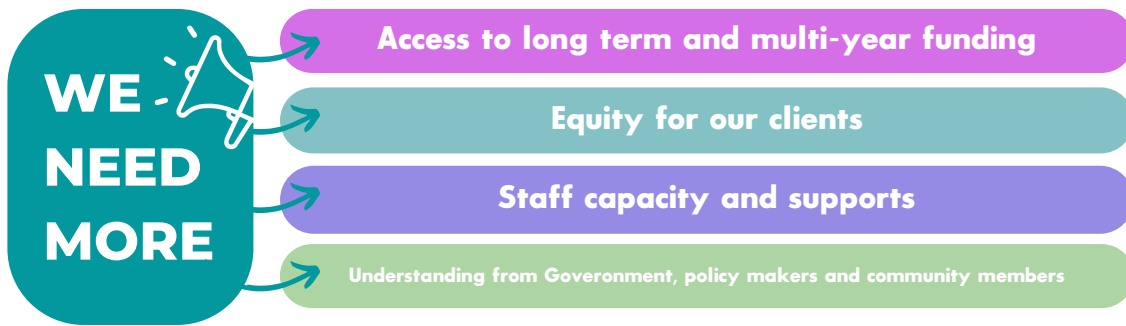 WE
NEED
MORE
Access to long term and multi-year funding
Equity for our clients
Staff capacity and supports
Understanding from Goveronment, policy makers and community members